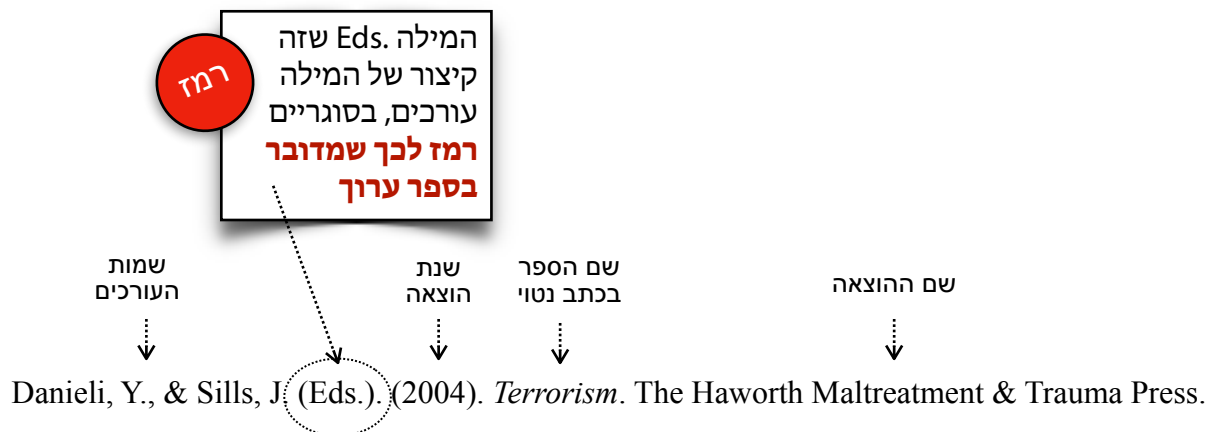 רמז
המילה Eds. שזה
קיצור של המילה
עורכים, בסוגריים
רמז לכך שמדובר
בספר ערוך
שמות
העורכים
שנת
הוצאה
שם הספר
בכתב נטוי
שם ההוצאה
Danieli, Y., & Sills, J (Eds.). (2004). Terrorism. The Haworth Maltreatment & Trauma Press.